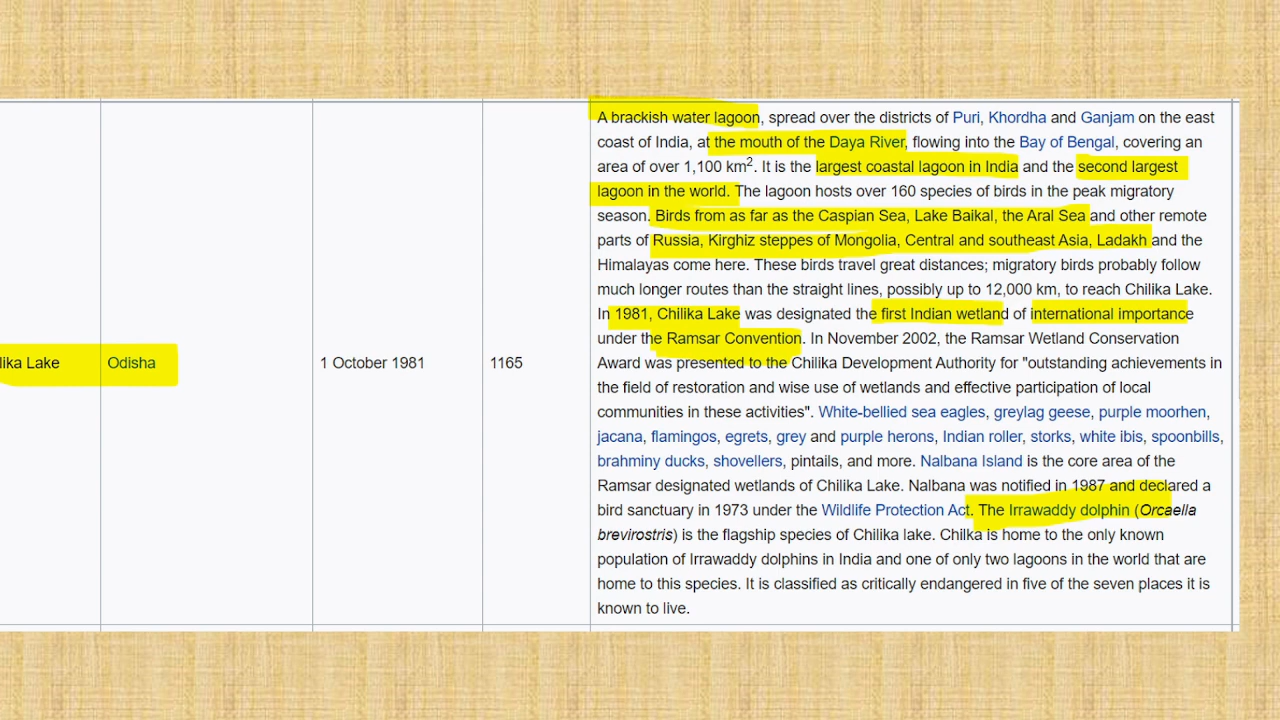 A brackish water lagoon, spread over the districts of Puri, Khordha and Ganjam on the east
coast of India, at the mouth of the Daya River, flowing into the Bay of Bengal, covering an
area of over 1,100 km². It is the largest coastal lagoon in India and the second largest
lagoon in the world. The lagoon hosts over 160 species of birds in the peak migratory
season. Birds from as far as the Caspian Sea, Lake Baikal, the Aral Sea and other remote
parts of Russia, Kirghiz steppes of Mongolia, Central and southeast Asia, Ladakh and the
Himalayas come here. These birds travel great distances; migratory birds probably follow
much longer routes than the straight lines, possibly up to 12,000 km, to reach Chilika Lake.
In 1981, Chilika Lake was designated the first Indian wetland of international importance
under the Ramsar Convention. In November 2002, the Ramsar Wetland Conservation
lika Lake Odisha 1 October 1981 1165 Award was presented to the Chilika Development Authority for "outstanding achievements in
the field of restoration and wise use of wetlands and effective participation of local
communities in these activities". White-bellied sea eagles, greylag geese, purple moorhen,
jacana, flamingos, egrets, grey and purple herons, Indian roller, storks, white ibis, spoonbills,
brahminy ducks, shovellers, pintails, and more. Nalbana Island is the core area of the
Ramsar designated wetlands of Chilika Lake. Nalbana was notified in 1987 and declared a
bird sanctuary in 1973 under the Wildlife Protection Act. The Irrawaddy dolphin (Orcaella
brevirostris) is the flagship species of Chilika lake. Chilka is home to the only known
population of Irrawaddy dolphins in India and one of only two lagoons in the world that are
home to this species. It is classified as critically endangered in five of the seven places it is
known to live.